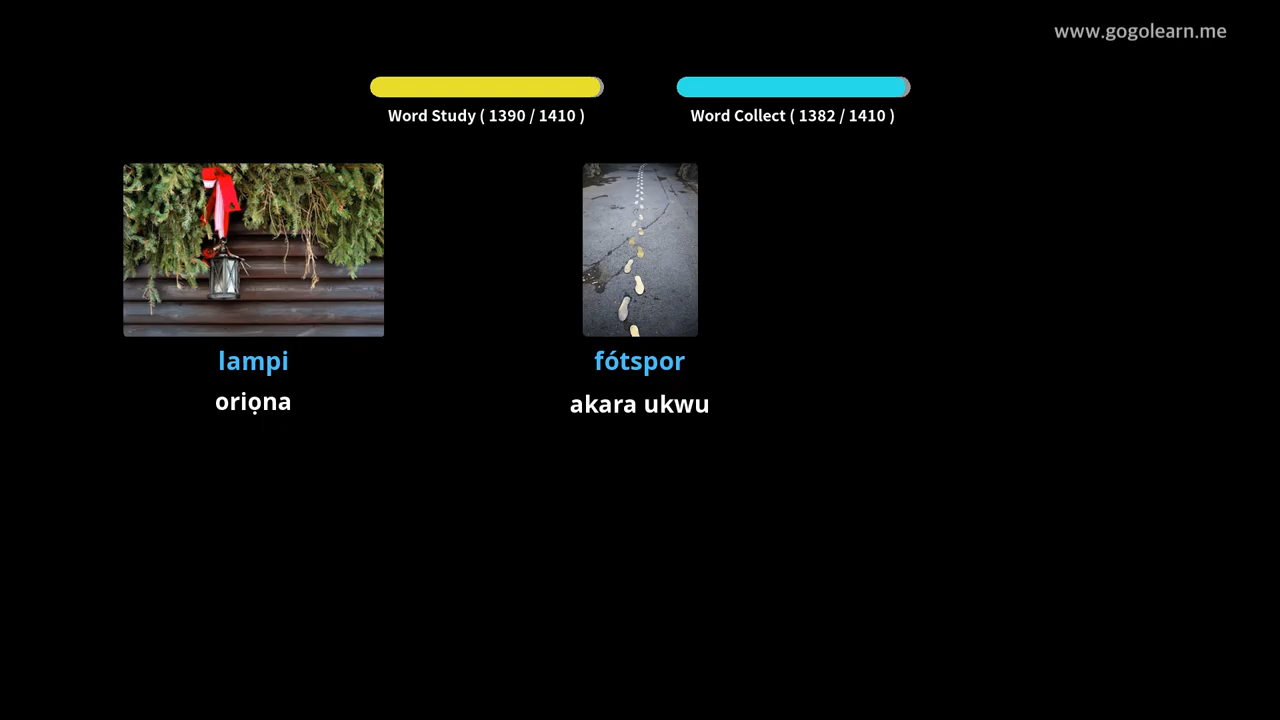 www.gogolearn.me
Word Study ( 1390 / 1410 )
Word Collect ( 1382 / 1410 )
lampi
fótspor
oriọna
akara ukwu